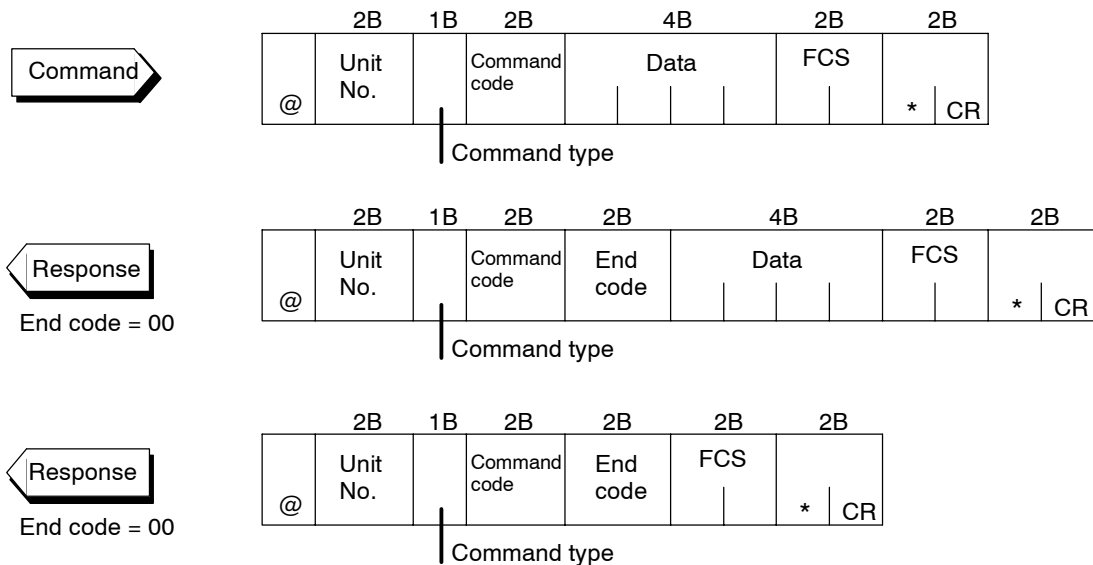 2B 1B 2B 4B 2B 2B
Command
Unit No.
Command code
Data
FCS
@
* CR
Command type
2B 1B 2B 2B 4B 2B 2B
Response
End code = 00
Unit No.
Command code
End code
Data
FCS
@
* CR
Command type
2B 1B 2B 2B 2B 2B
Response
End code = 00
Unit No.
Command code
End code
FCS
@
* CR
Command type